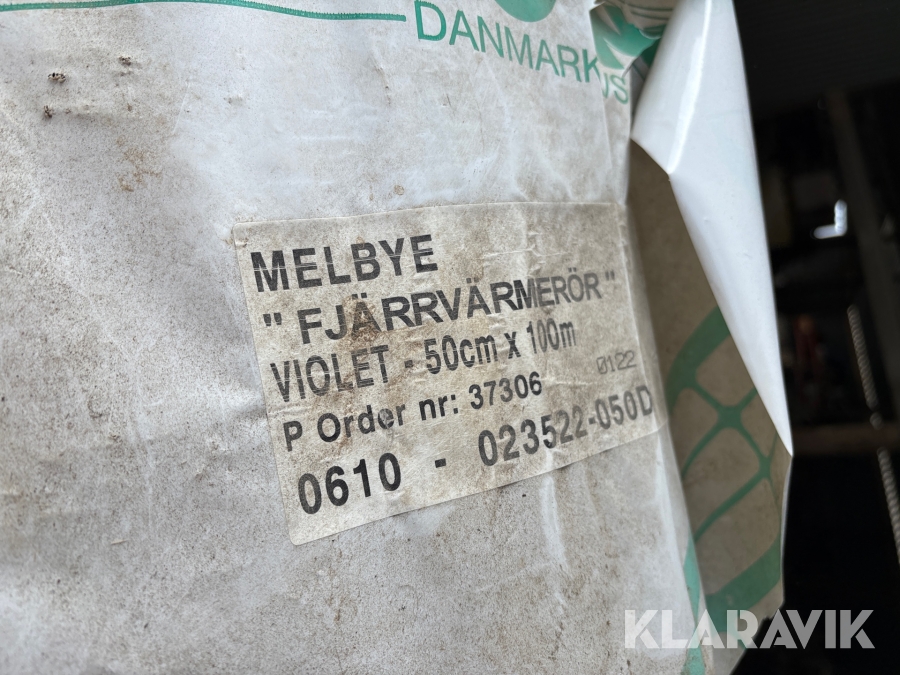 DANMARK
MELBYE
" FJÄRRVÄRMERÖR "
VIOLET - 50cm x 100m
P Order nr: 37306 0122
0610 - 023522-050D
KLARAVIK